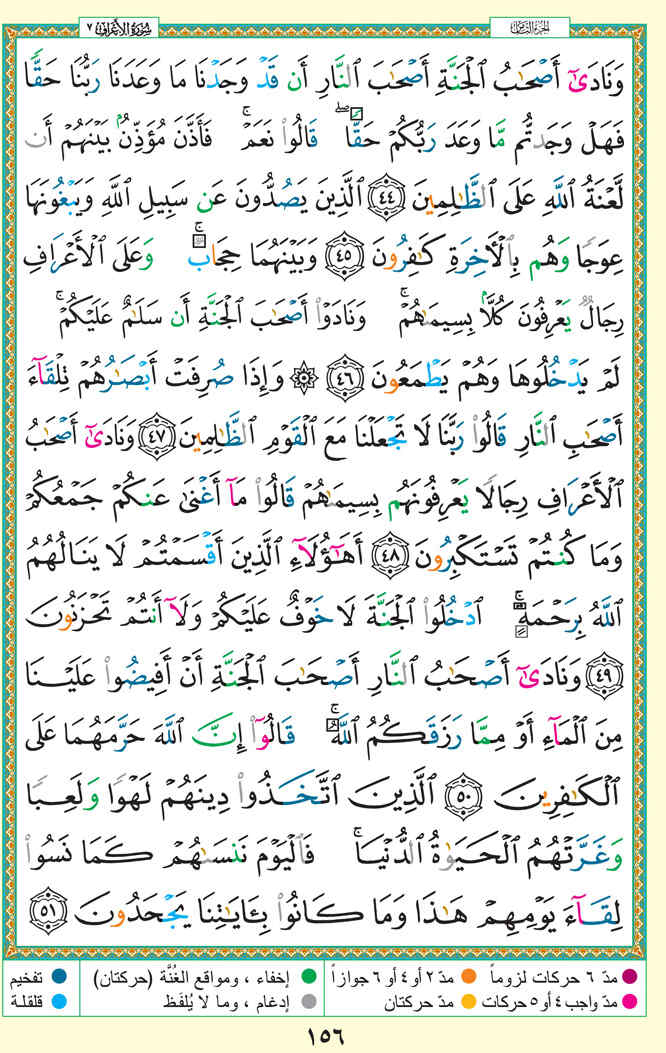 سُورَةُ الأَعْرَاف ٧
الجزء الثامن
وَنَادَىٰٓ أَصْحَٰبُ ٱلْجَنَّةِ أَصْحَٰبَ ٱلنَّارِ أَن قَدْ وَجَدْنَا مَا وَعَدَنَا رَبُّنَا حَقًّا
فَهَلْ وَجَدتُّم مَّا وَعَدَ رَبُّكُمْ حَقًّا ۖ قَالُوا۟ نَعَمْ ۚ فَأَذَّنَ مُؤَذِّنٌۢ بَيْنَهُمْ أَن
لَّعْنَةُ ٱللَّهِ عَلَى ٱلظَّٰلِمِينَ ﴿٤٤﴾ ٱلَّذِينَ يَصُدُّونَ عَن سَبِيلِ ٱللَّهِ وَيَبْغُونَهَا
عِوَجًا وَهُم بِٱلْءَاخِرَةِ كَٰفِرُونَ ﴿٤٥﴾ وَبَيْنَهُمَا حِجَابٌ ۚ وَعَلَى ٱلْأَعْرَافِ
رِجَالٌ يَعْرِفُونَ كُلًّۢا بِسِيمَىٰهُمْ ۚ وَنَادَوْا۟ أَصْحَٰبَ ٱلْجَنَّةِ أَن سَلَٰمٌ عَلَيْكُمْ ۚ
لَمْ يَدْخُلُوهَا وَهُمْ يَطْمَعُونَ ﴿٤٦﴾ ۞ وَإِذَا صُرِفَتْ أَبْصَٰرُهُمْ تِلْقَآءَ
أَصْحَٰبِ ٱلنَّارِ قَالُوا۟ رَبَّنَا لَا تَجْعَلْنَا مَعَ ٱلْقَوْمِ ٱلظَّٰلِمِينَ ﴿٤٧﴾ وَنَادَىٰٓ أَصْحَٰبُ
ٱلْأَعْرَافِ رِجَالًا يَعْرِفُونَهُم بِسِيمَىٰهُمْ قَالُوا۟ مَآ أَغْنَىٰ عَنكُمْ جَمْعُكُمْ
وَمَا كُنتُمْ تَسْتَكْبِرُونَ ﴿٤٨﴾ أَهَٰٓؤُلَآءِ ٱلَّذِينَ أَقْسَمْتُمْ لَا يَنَالُهُمُ
ٱللَّهُ بِرَحْمَةٍ ۚ ٱدْخُلُوا۟ ٱلْجَنَّةَ لَا خَوْفٌ عَلَيْكُمْ وَلَآ أَنتُمْ تَحْزَنُونَ
﴿٤٩﴾ وَنَادَىٰٓ أَصْحَٰبُ ٱلنَّارِ أَصْحَٰبَ ٱلْجَنَّةِ أَنْ أَفِيضُوا۟ عَلَيْنَا
مِنَ ٱلْمَآءِ أَوْ مِمَّا رَزَقَكُمُ ٱللَّهُ ۚ قَالُوٓا۟ إِنَّ ٱللَّهَ حَرَّمَهُمَا عَلَى
ٱلْكَٰفِرِينَ ﴿٥٠﴾ ٱلَّذِينَ ٱتَّخَذُوا۟ دِينَهُمْ لَهْوًا وَلَعِبًا
وَغَرَّتْهُمُ ٱلْحَيَوٰةُ ٱلدُّنْيَا ۚ فَٱلْيَوْمَ نَنسَىٰهُمْ كَمَا نَسُوا۟
لِقَآءَ يَوْمِهِمْ هَٰذَا وَمَا كَانُوا۟ بِـَٔايَٰتِنَا يَجْحَدُونَ ﴿٥١﴾
مدّ ٦ حركات لزوماً مدّ ٢ أو ٤ أو ٦ جوازاً إخفاء ، ومواقع الغُنَّة (حركتان) تفخيم
مدّ واجب ٤ أو ٥ حركات مدّ حركتان إدغام ، وما لا يُلفَظ قلقلة
١٥٦